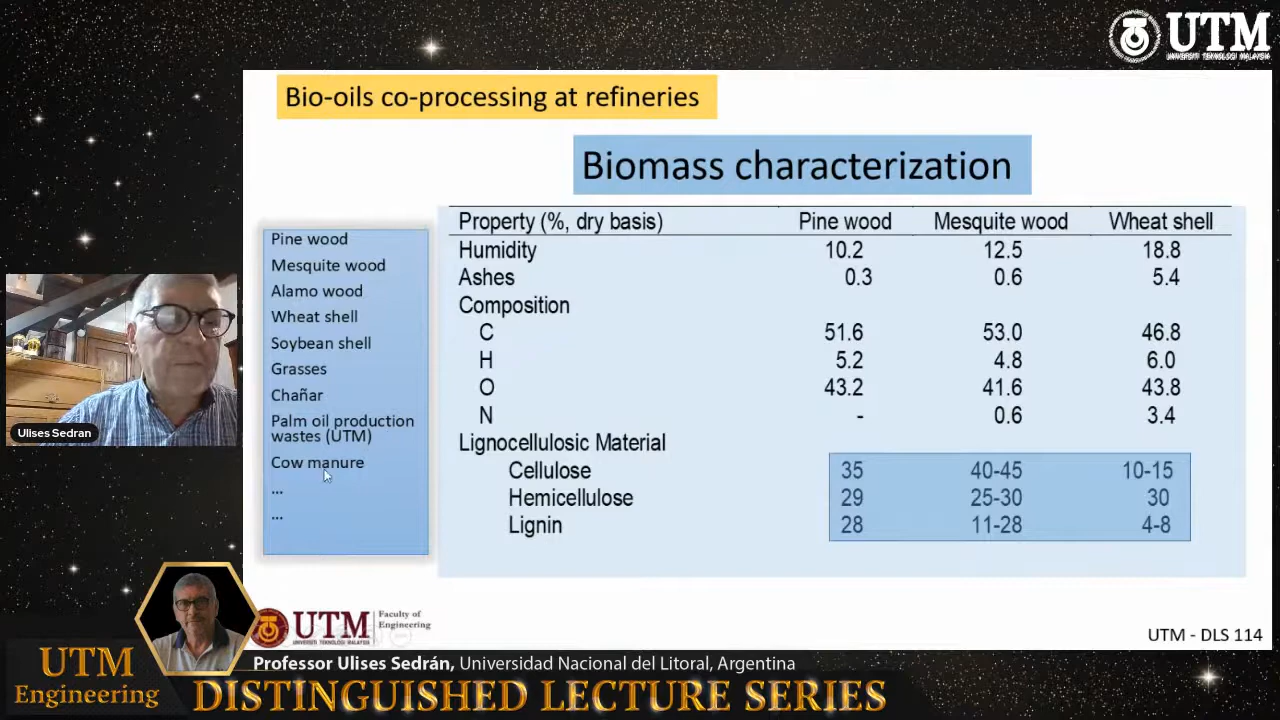 UTM
UNIVERSITI TEKNOLOGI MALAYSIA
Bio-oils co-processing at refineries
Biomass characterization
Pine wood
Mesquite wood
Alamo wood
Wheat shell
Soybean shell
Grasses
Chañar
Palm oil production
wastes (UTM)
Cow manure
...
...
Property (%, dry basis) Pine wood Mesquite wood Wheat shell
Humidity 10.2 12.5 18.8
Ashes 0.3 0.6 5.4
Composition
C 51.6 53.0 46.8
H 5.2 4.8 6.0
O 43.2 41.6 43.8
N - 0.6 3.4
Lignocellulosic Material
Cellulose 35 40-45 10-15
Hemicellulose 29 25-30 30
Lignin 28 11-28 4-8
Ulises Sedran
UTM
UNIVERSITI TEKNOLOGI MALAYSIA
Faculty of
UTM - DLS 114
Professor Ulises Sedrán, Universidad Nacional del Litoral, Argentina
UTM
Engineering
DISTINGUISHED LECTURE SERIES